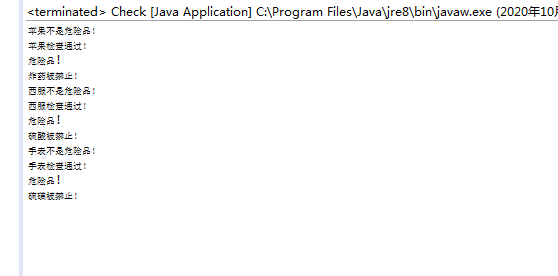 <terminated> Check [Java Application] C:\Program Files\Java\jre8\bin\javaw.exe (2020年10
苹果不是危险品！
苹果检查通过！
危险品！
炸药被禁止！
西服不是危险品！
西服检查通过！
危险品！
硫酸被禁止！
手表不是危险品！
手表检查通过！
危险品！
硫磺被禁止！